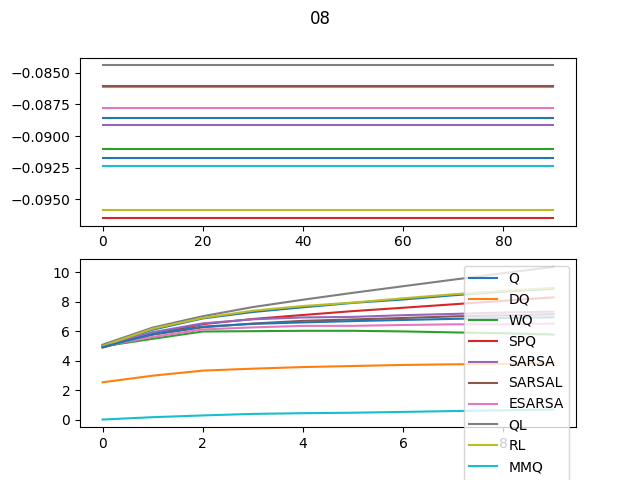 08
−0.0850
−0.0875
−0.0900
−0.0925
−0.0950
0 20 40 60 80
10
8
6
4
2
0
0 2 4 6 8
Q
DQ
WQ
SPQ
SARSA
SARSAL
ESARSA
QL
RL
MMQ